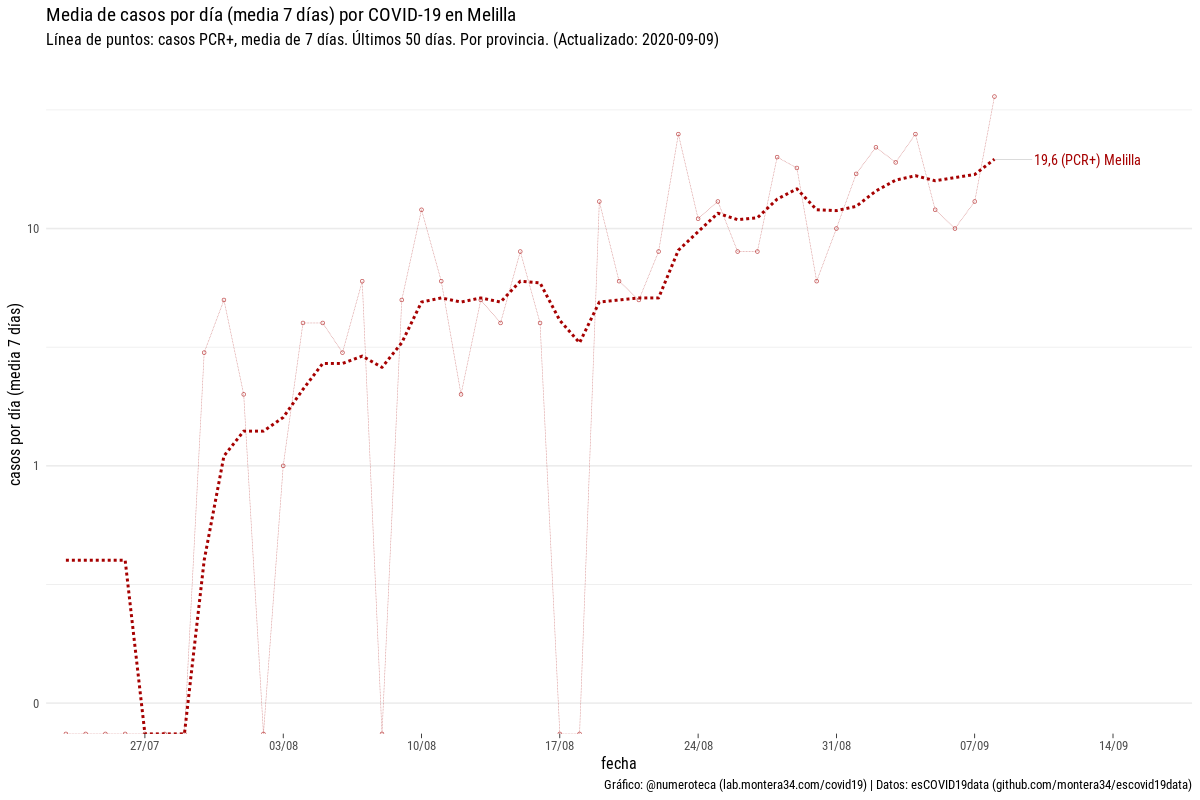 Media de casos por día (media 7 días) por COVID-19 en Melilla
Línea de puntos: casos PCR+, media de 7 días. Últimos 50 días. Por provincia. (Actualizado: 2020-09-09)
19,6 (PCR+) Melilla
10
1
0
casos por día (media 7 días)
27/07
03/08
10/08
17/08
24/08
31/08
07/09
14/09
fecha
Gráfico: @numeroteca (lab.montera34.com/covid19) | Datos: esCOVID19data (github.com/montera34/escovid19data)